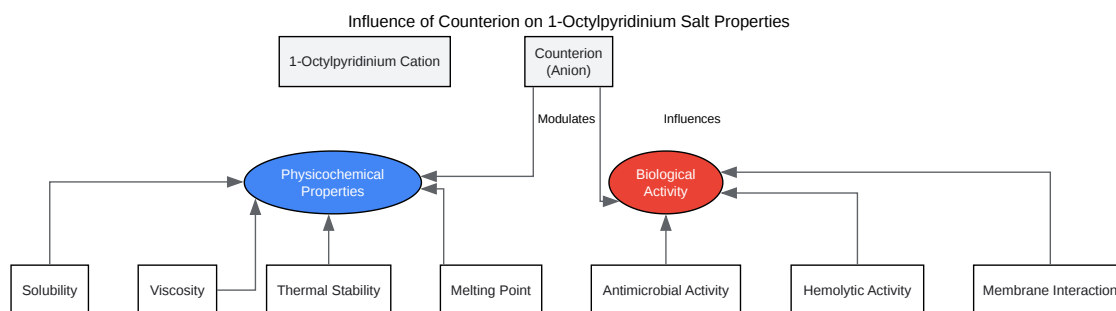 Influence of Counterion on 1-Octylpyridinium Salt Properties
1-Octylpyridinium Cation
Counterion
(Anion)
Modulates
Influences
Physicochemical
Properties
Biological
Activity
Solubility
Viscosity
Thermal Stability
Melting Point
Antimicrobial Activity
Hemolytic Activity
Membrane Interaction